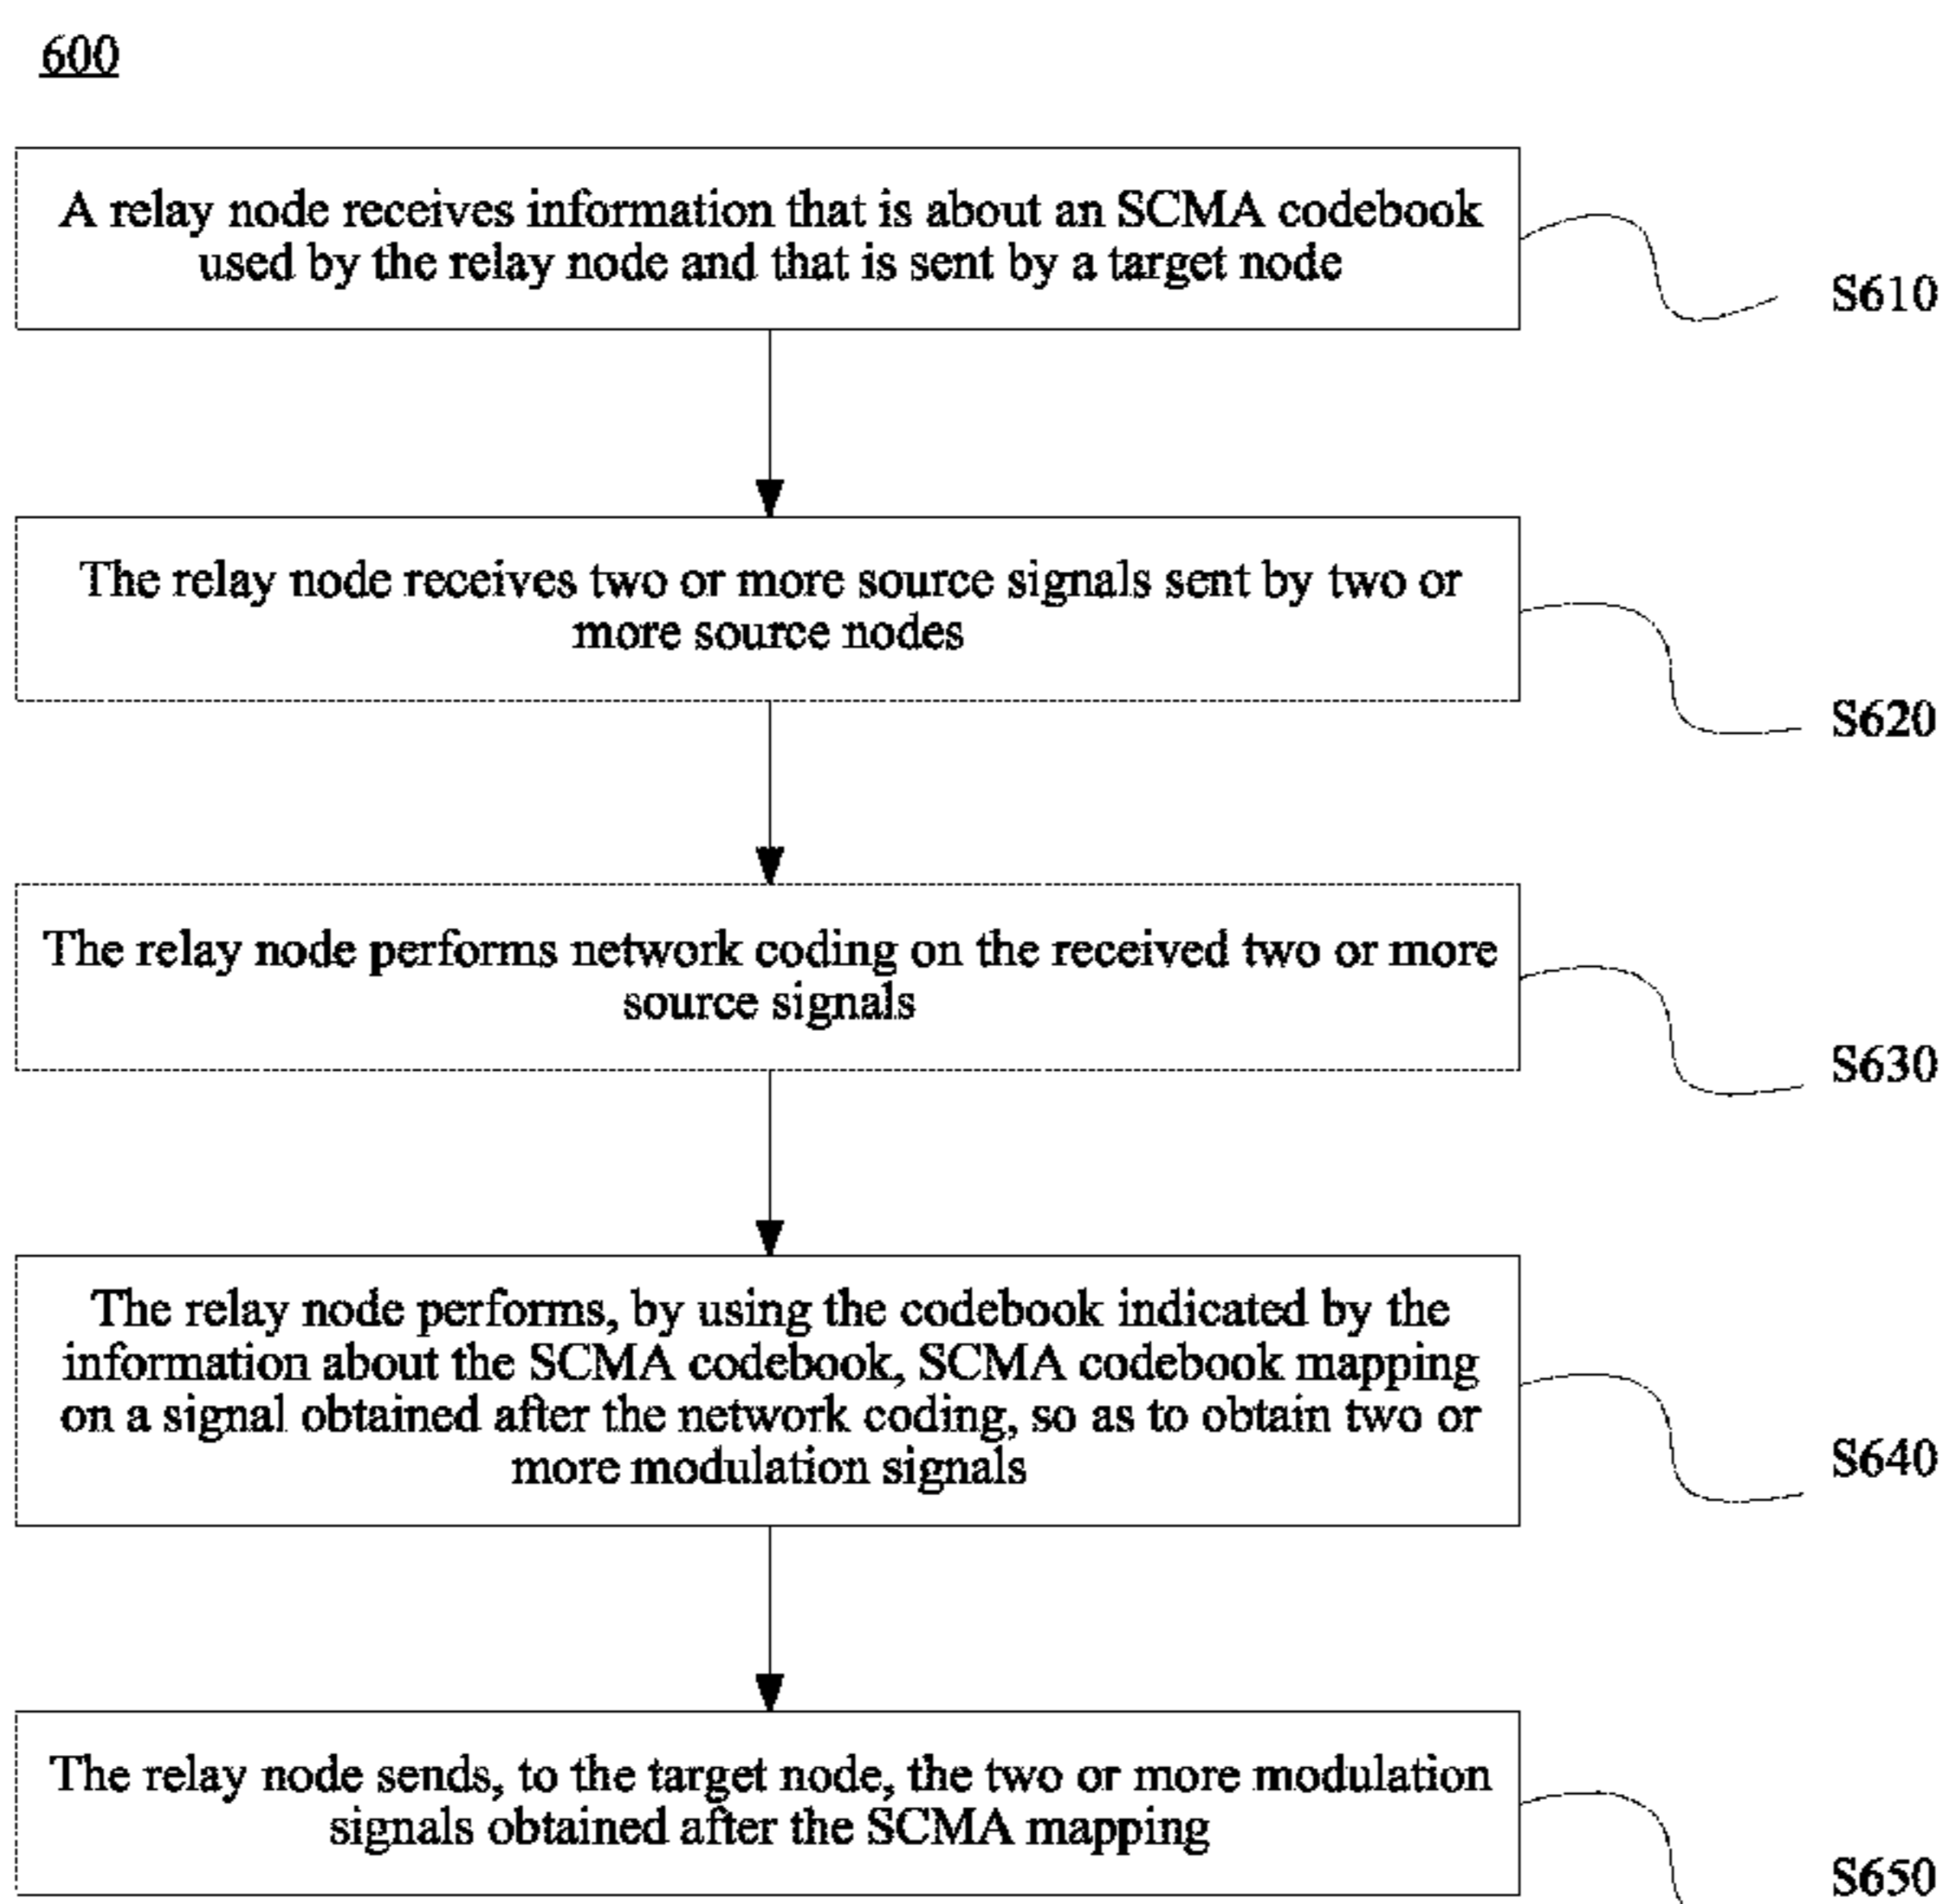 600
A relay node receives information that is about an SCMA codebook
used by the relay node and that is sent by a target node
S610
The relay node receives two or more source signals sent by two or
more source nodes
S620
The relay node performs network coding on the received two or more
source signals
S630
The relay node performs, by using the codebook indicated by the
information about the SCMA codebook, SCMA codebook mapping
on a signal obtained after the network coding, so as to obtain two or
more modulation signals
S640
The relay node sends, to the target node, the two or more modulation
signals obtained after the SCMA mapping
S650